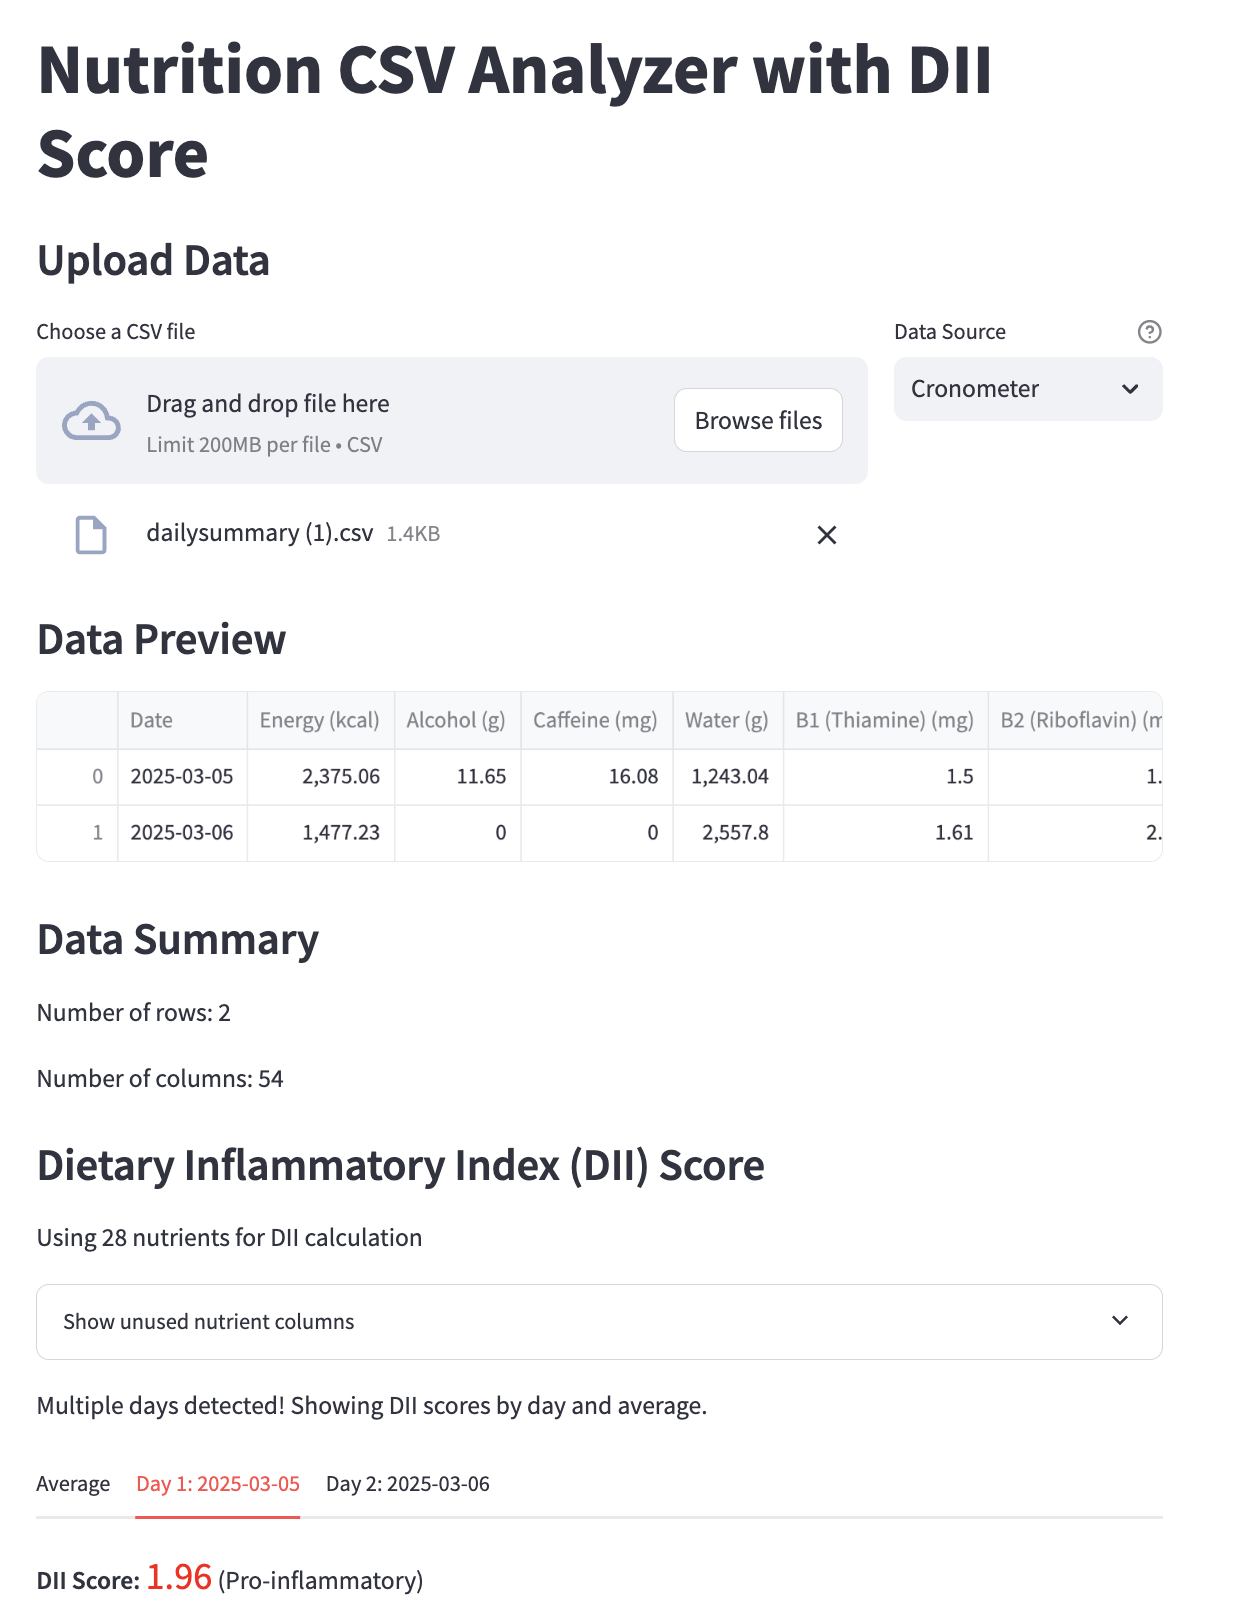 Nutrition CSV Analyzer with DII
Score
Upload Data
Choose a CSV file
Data Source
Drag and drop file here
Limit 200MB per file • CSV
Browse files
Cronometer
dailysummary (1).csv 1.4KB
Data Preview
Date Energy (kcal) Alcohol (g) Caffeine (mg) Water (g) B1 (Thiamine) (mg) B2 (Riboflavin) (m
0 2025-03-05 2,375.06 11.65 16.08 1,243.04 1.5 1.
1 2025-03-06 1,477.23 0 0 2,557.8 1.61 2.
Data Summary
Number of rows: 2
Number of columns: 54
Dietary Inflammatory Index (DII) Score
Using 28 nutrients for DII calculation
Show unused nutrient columns
Multiple days detected! Showing DII scores by day and average.
Average Day 1: 2025-03-05 Day 2: 2025-03-06
DII Score: 1.96 (Pro-inflammatory)